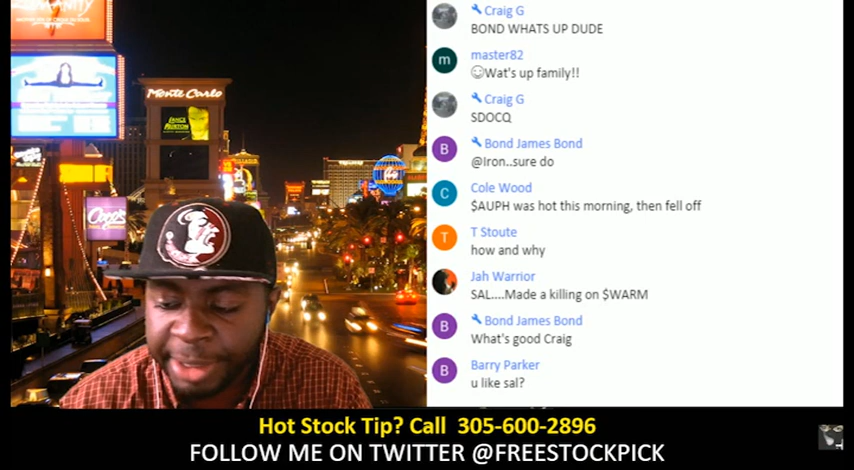 Monte Carlo
Craig G
BOND WHATS UP DUDE
m
master82
Wat's up family!!
Craig G
SDOCQ
B
Bond James Bond
@Iron..sure do
C
Cole Wood
$AUPH was hot this morning, then fell off
T
T Stoute
how and why
Jah Warrior
SAL....Made a killing on $WARM
B
Bond James Bond
What's good Craig
B
Barry Parker
u like sal?
Hot Stock Tip? Call 305-600-2896
FOLLOW ME ON TWITTER @FREESTOCKPICK